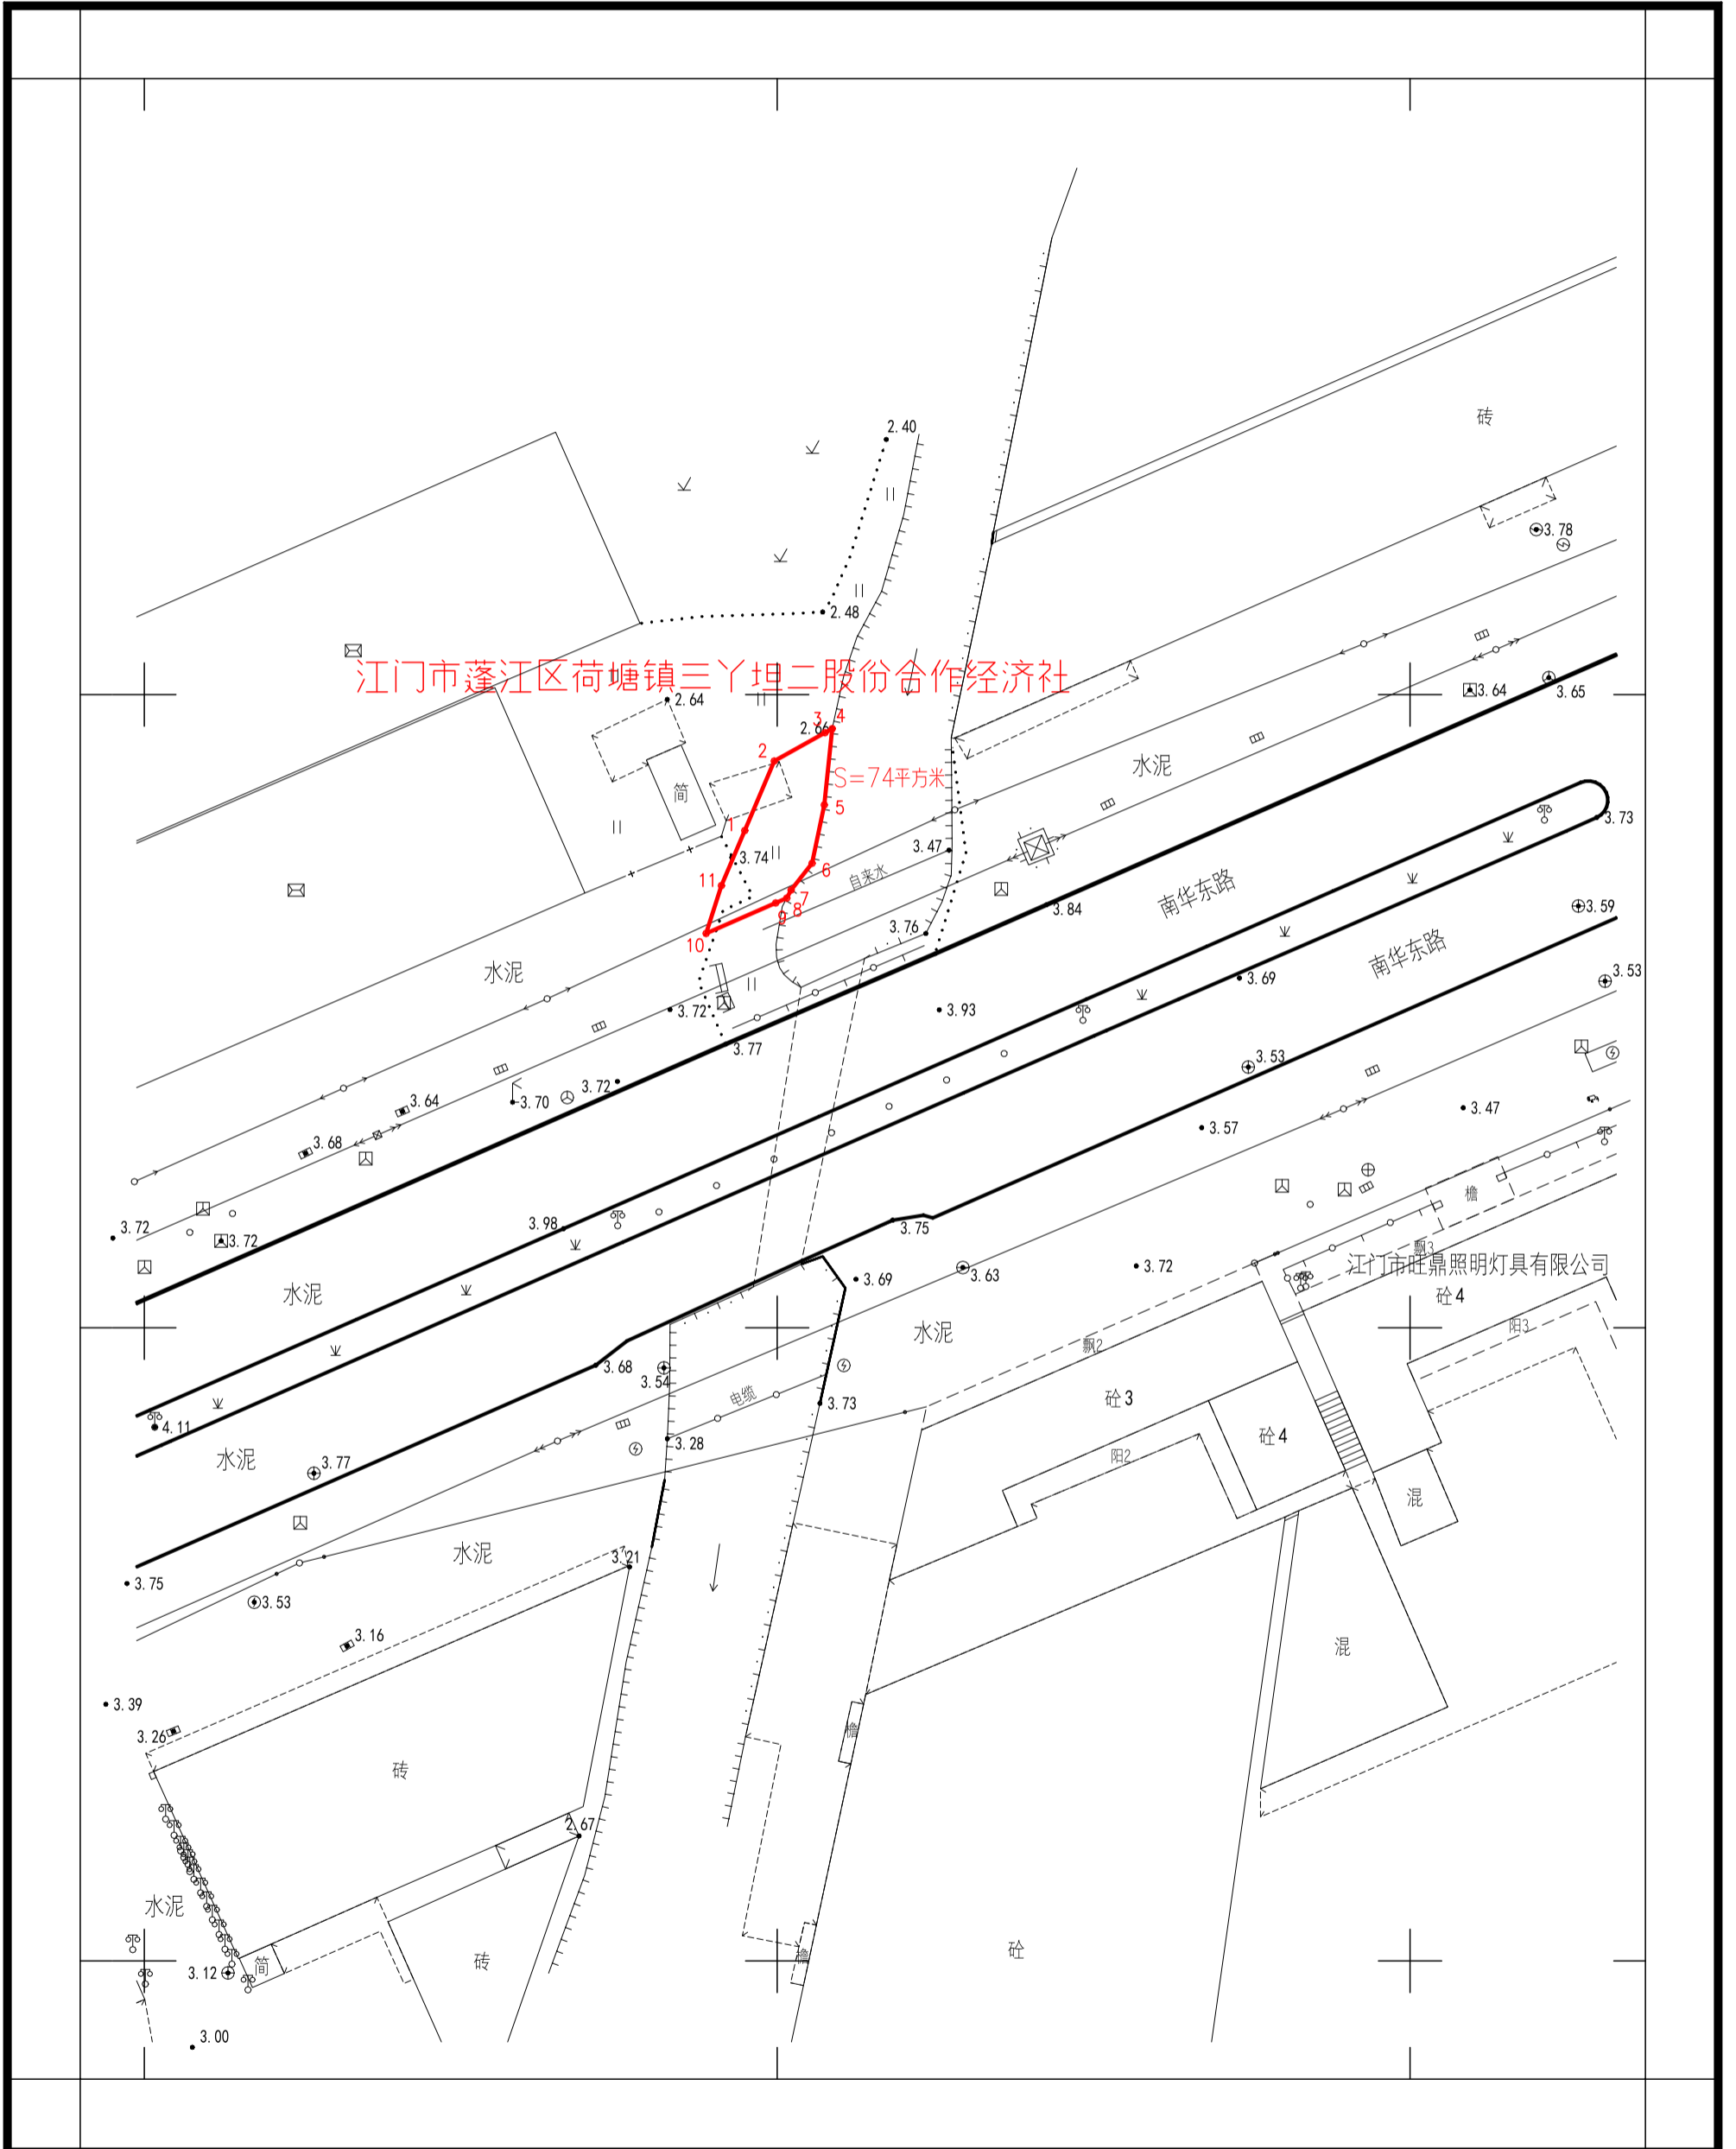 2.40
砖
3.78
2.48
江门市蓬江区荷塘镇三丫坦二股份合作经济社
2.64
3.64
3.65
2.66
3
4
2
S=74平方米
水泥
简
5
1
3.73
3.74
3.47
6
自来水
11
南华东路
3.84
7
8
3.59
9
3.76
10
南华东路
水泥
3.69
3.53
3.72
3.93
3.77
3.53
3.72
3.70
3.64
3.47
3.57
3.68
檐
3.72
3.98
3.75
3.72
飘3
江门市旺鼎照明灯具有限公司
3.69
3.63
3.72
水泥
砼4
水泥
阳3
飘2
3.68
3.54
电缆
砼3
3.73
4.11
砼4
3.28
水泥
阳2
3.77
混
水泥
3.21
3.75
3.53
3.16
混
3.39
3.26
檐
砖
2.67
水泥
砼
檐
简
砖
3.12
3.00